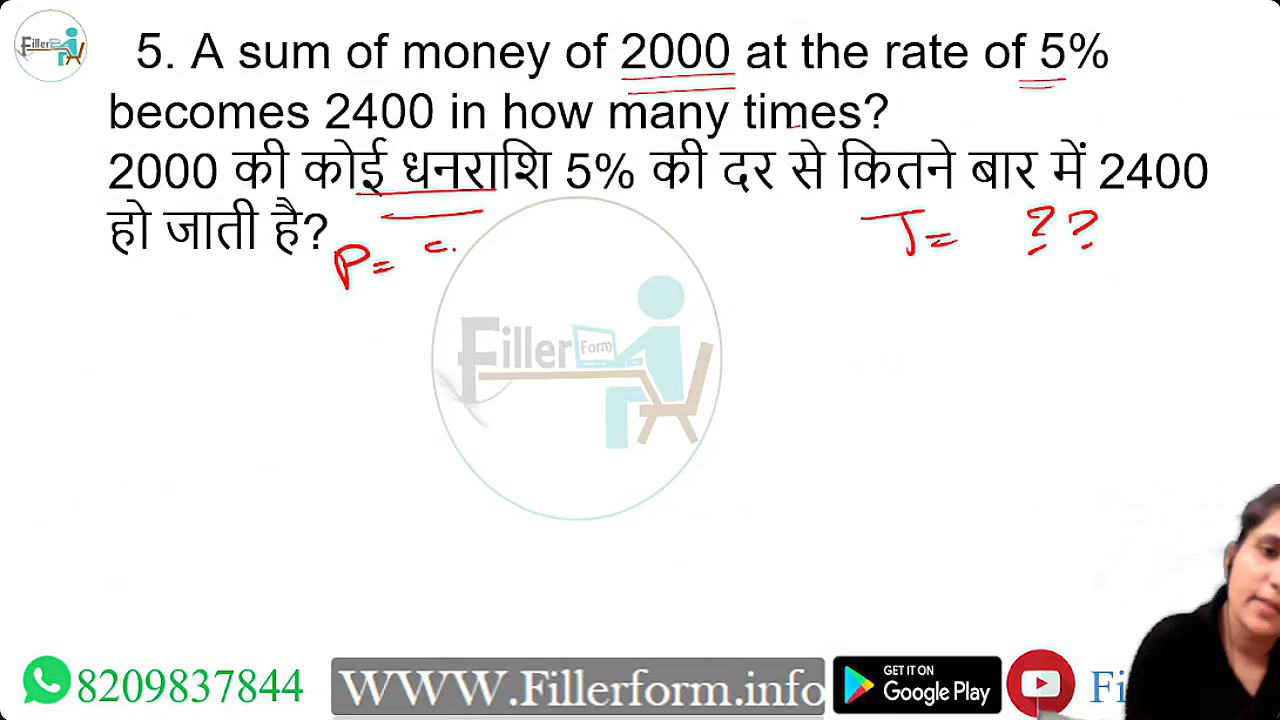 5. A sum of money of 2000 at the rate of 5%
becomes 2400 in how many times?
2000 की कोई धनराशि 5% की दर से कितने बार में 2400
हो जाती है?
T= ??
P=
Filler
Form
Filler Form
8209837844
WWW.Fillerform.info
GET IT ON
Google Play